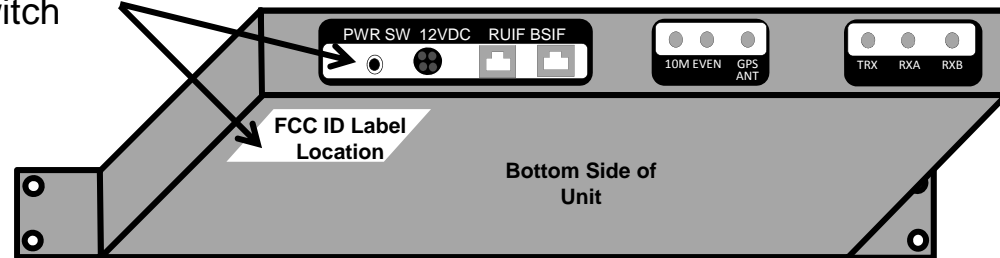 PWR SW 12VDC RUIF BSIF
10M EVEN GPS
ANT
TRX RXA RXB
FCC ID Label
Location
Bottom Side of
Unit